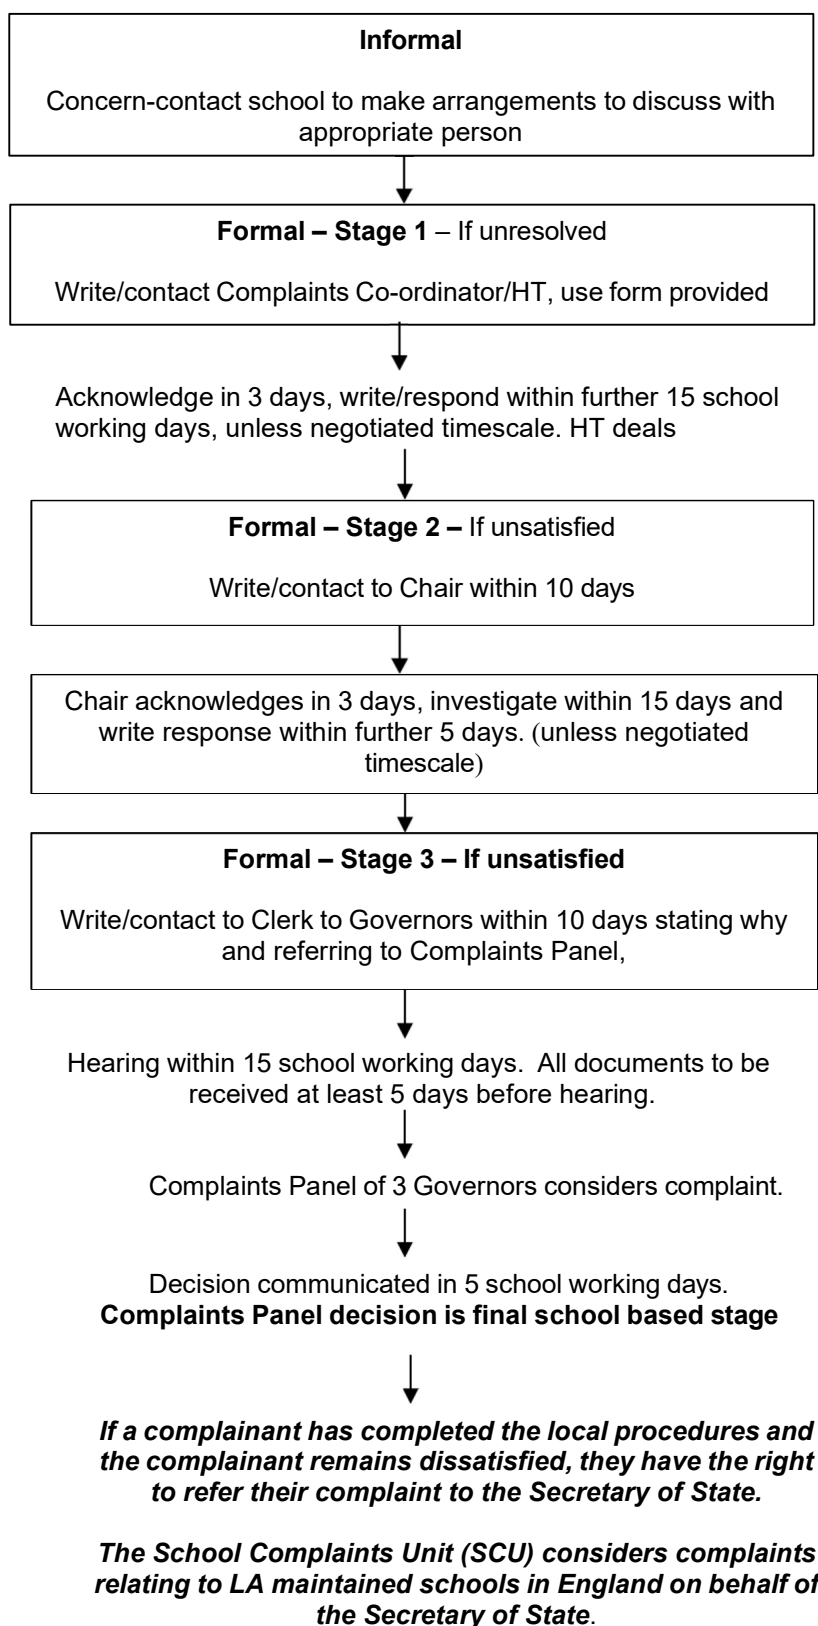 Informal
Concern-contact school to make arrangements to discuss with
appropriate person
Formal – Stage 1 – If unresolved
Write/contact Complaints Co-ordinator/HT, use form provided
Acknowledge in 3 days, write/respond within further 15 school
working days, unless negotiated timescale. HT deals
Formal – Stage 2 – If unsatisfied
Write/contact to Chair within 10 days
Chair acknowledges in 3 days, investigate within 15 days and
write response within further 5 days. (unless negotiated
timescale)
Formal – Stage 3 – If unsatisfied
Write/contact to Clerk to Governors within 10 days stating why
and referring to Complaints Panel,
Hearing within 15 school working days.  All documents to be
received at least 5 days before hearing.
Complaints Panel of 3 Governors considers complaint.
Decision communicated in 5 school working days.
Complaints Panel decision is final school based stage
If a complainant has completed the local procedures and
the complainant remains dissatisfied, they have the right
to refer their complaint to the Secretary of State.
The School Complaints Unit (SCU) considers complaints
relating to LA maintained schools in England on behalf of
the Secretary of State.